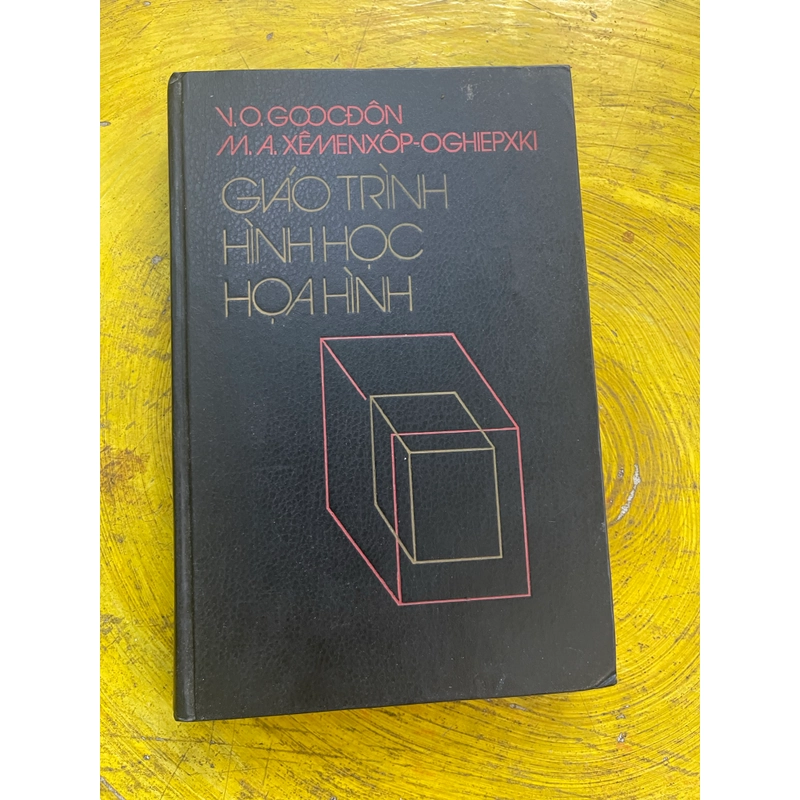 V.O. GOOCĐÔN
M.A. XÊMENXÔP-OGHIEPXKI
GIÁO TRÌNH
HÌNH HỌC
HỌA HÌNH